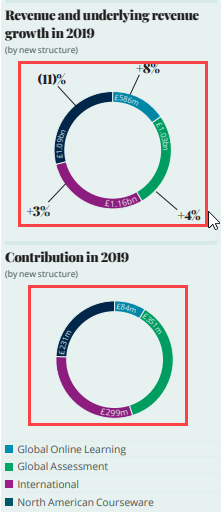 Revenue and underlying revenue
growth in 2019
(by new structure)
(11)%
+8%
£586m
£1.09bn
£1.03bn
£1.16bn
+3%
+4%
Contribution in 2019
(by new structure)
£84m
£351m
£231m
£299m
Global Online Learning
Global Assessment
International
North American Courseware